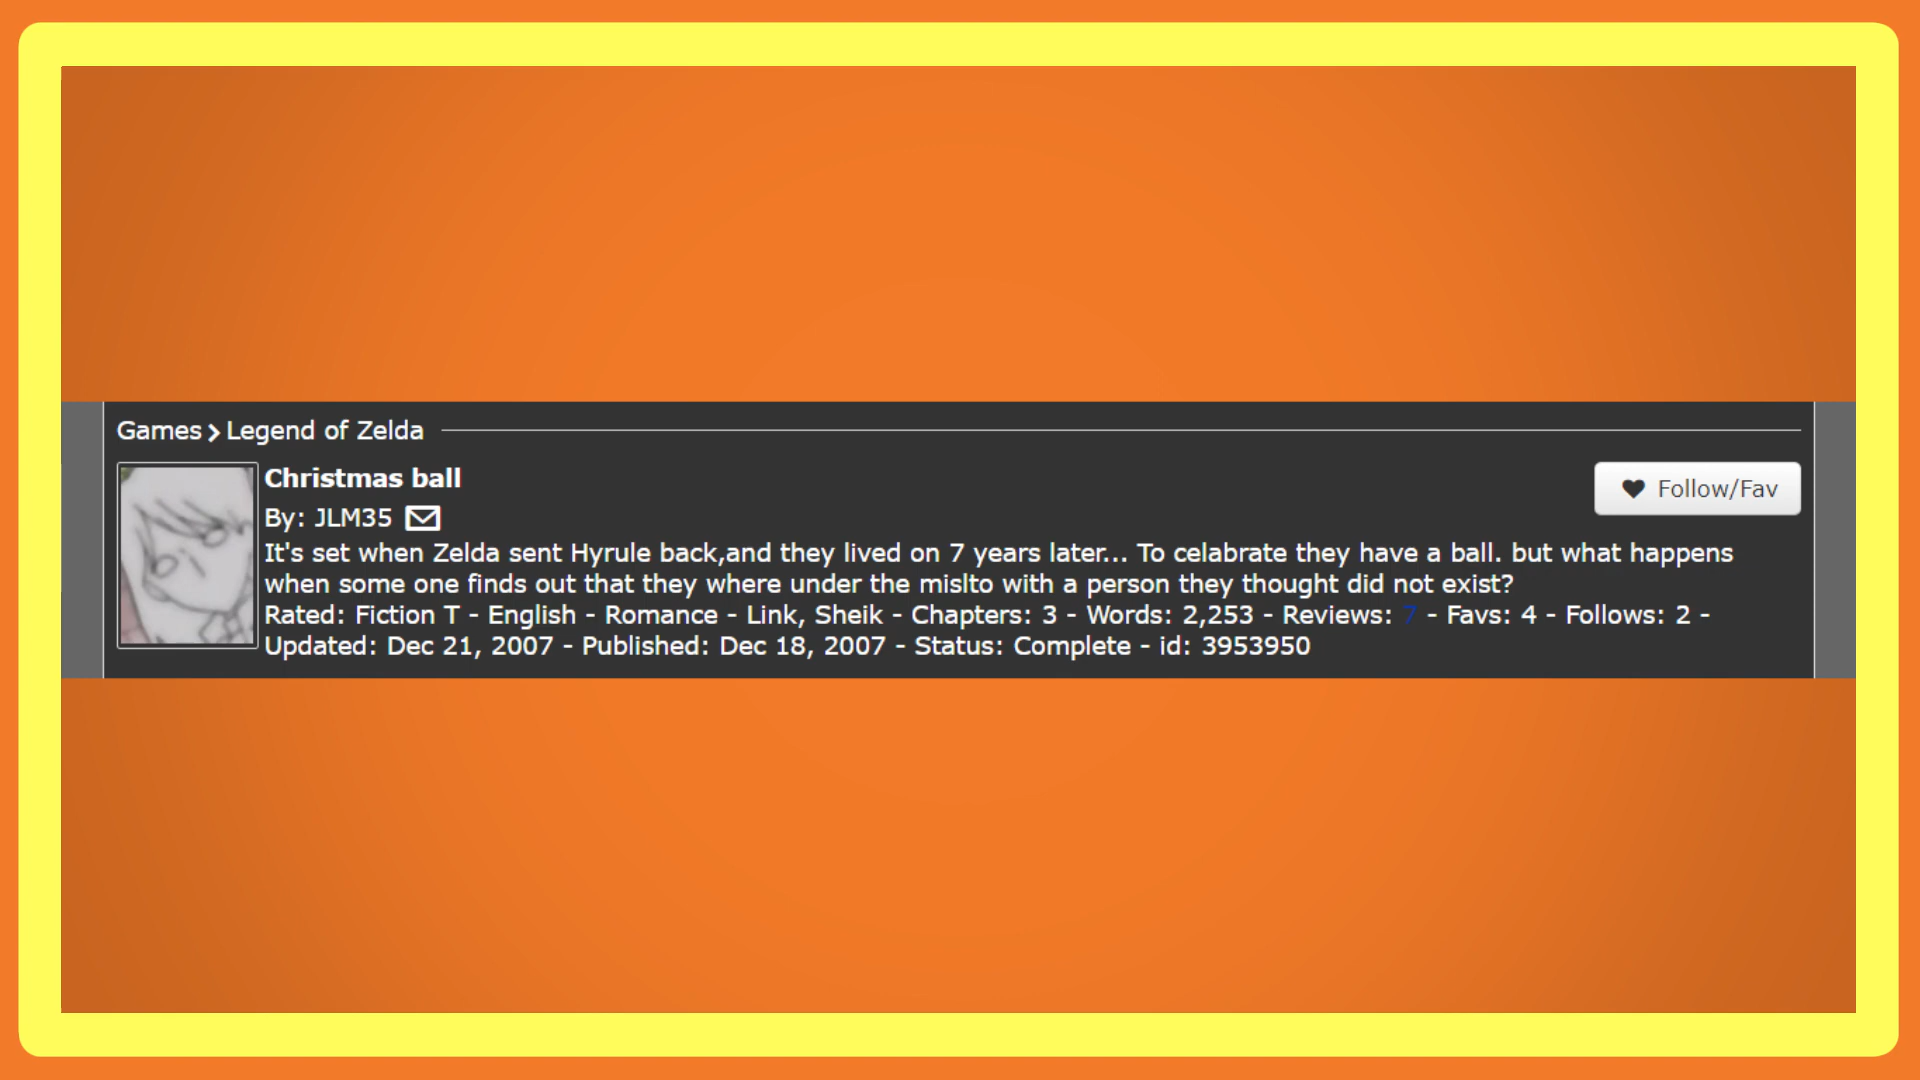 Games > Legend of Zelda
Christmas ball
Follow/Fav
By: JLM35
It's set when Zelda sent Hyrule back,and they lived on 7 years later... To celabrate they have a ball. but what happens
when some one finds out that they where under the mislto with a person they thought did not exist?
Rated: Fiction T - English - Romance - Link, Sheik - Chapters: 3 - Words: 2,253 - Reviews: 7 - Favs: 4 - Follows: 2 -
Updated: Dec 21, 2007 - Published: Dec 18, 2007 - Status: Complete - id: 3953950